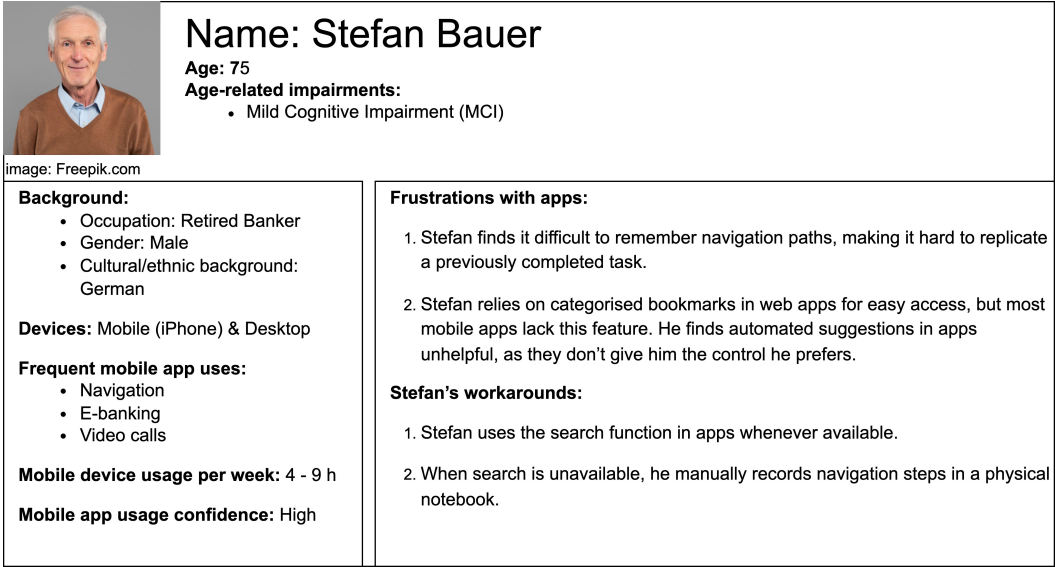 Name: Stefan Bauer
Age: 75
Age-related impairments:
• Mild Cognitive Impairment (MCI)
image: Freepik.com
Background:
• Occupation: Retired Banker
• Gender: Male
• Cultural/ethnic background:
German
Devices: Mobile (iPhone) & Desktop
Frequent mobile app uses:
• Navigation
• E-banking
• Video calls
Mobile device usage per week: 4 - 9 h
Mobile app usage confidence: High
Frustrations with apps:
1. Stefan finds it difficult to remember navigation paths, making it hard to replicate
a previously completed task.
2. Stefan relies on categorised bookmarks in web apps for easy access, but most
mobile apps lack this feature. He finds automated suggestions in apps
unhelpful, as they don’t give him the control he prefers.
Stefan’s workarounds:
1. Stefan uses the search function in apps whenever available.
2. When search is unavailable, he manually records navigation steps in a physical
notebook.